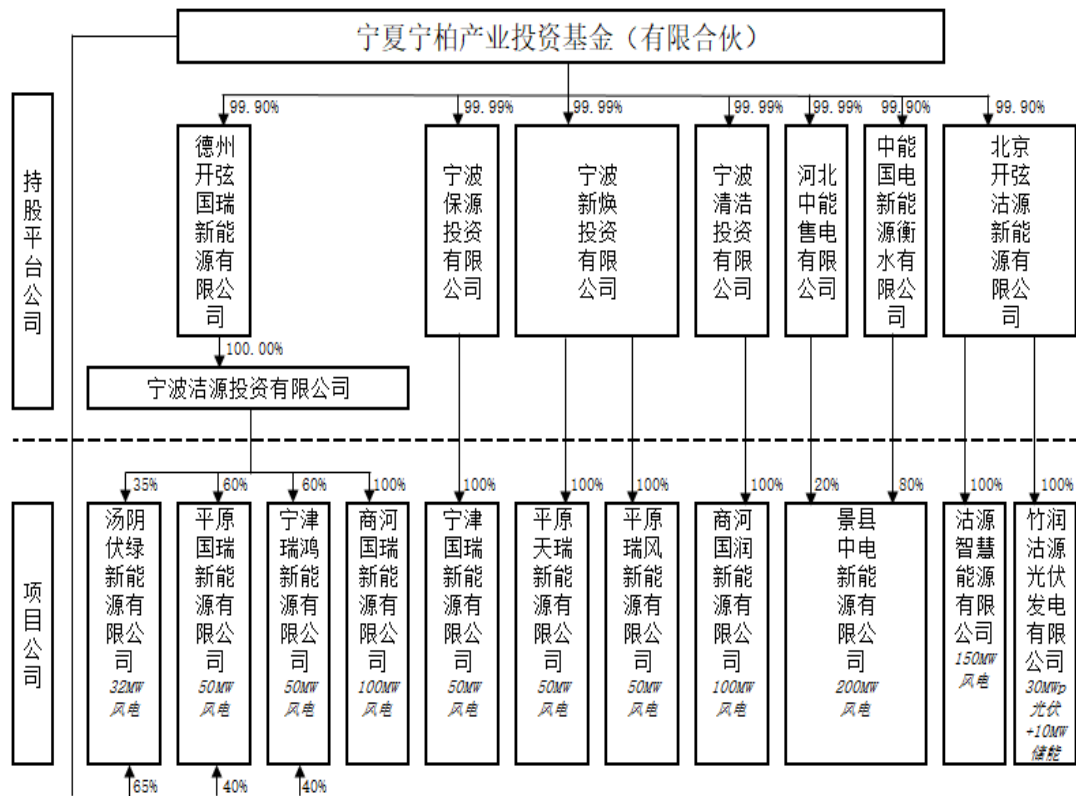 宁夏宁柏产业投资基金（有限合伙）
99.90%
99.99%
99.99%
99.99%
99.99%
99.90%
99.90%
持
股
平
台
公
司
德州
开弦
国瑞
新能
源有
限公
司
宁波
保源
投资
有限
公司
宁波
新焕
投资
有限
公司
宁波
清浩
投资
有限
公司
河北
中能
售电
有限
公司
中能
国电
新能
源衡
水有
限公
司
北京
开弦
沽源
新能
源有
限公
司
100.00%
宁波洁源投资有限公司
35%
60%
60%
100%
100%
100%
100%
100%
20%
80%
100%
100%
项
目
公
司
汤阴
伏绿
新能
源有
限公
司
32MW
风电
平原
国瑞
新能
源有
限公
司
50MW
风电
宁津
瑞鸿
新能
源有
限公
司
50MW
风电
商河
国瑞
新能
源有
限公
司
100MW
风电
宁津
国瑞
新能
源有
限公
司
50MW
风电
平原
天瑞
新能
源有
限公
司
50MW
风电
平原
瑞风
新能
源有
限公
司
50MW
风电
商河
国润
新能
源有
限公
司
100MW
风电
景县
中电
新能
源有
限公
司
200MW
风电
沽源
智慧
能源
有限
公司
150MW
风电
竹润
沽源
光伏
发电
有限
公司
30MWp
光伏
+10MW
储能
65%
40%
40%